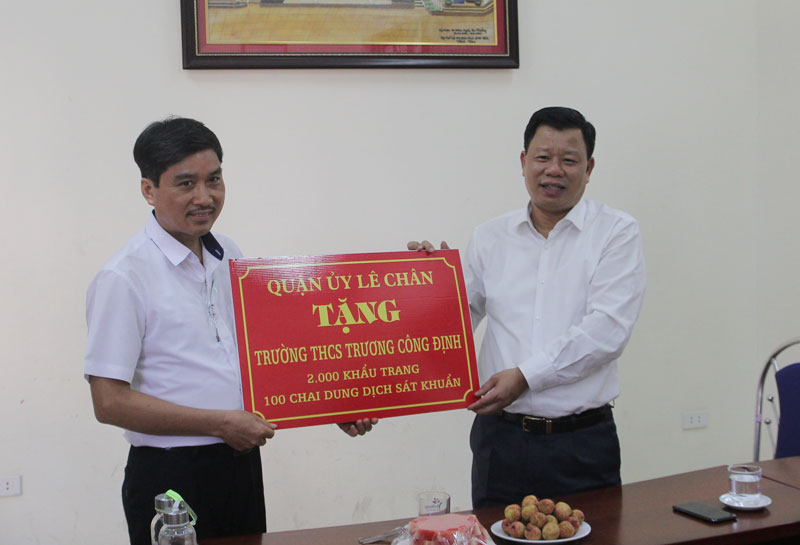 QUẬN ỦY LÊ CHÂN
TẶNG
TRƯỜNG THCS TRƯƠNG CÔNG ĐỊNH
2.000 KHẨU TRANG
100 CHAI DUNG DỊCH SÁT KHUẨN